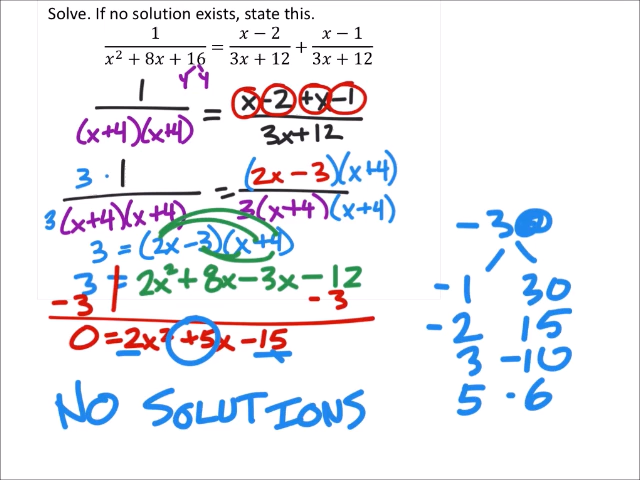 Solve. If no solution exists, state this.
1/(x² + 8x + 16) = (x − 2)/(3x + 12) + (x − 1)/(3x + 12)
4 4
1/((x+4)(x+4)) = (x −2 +x −1)/(3x+12)
(3 · 1)/(3(x+4)(x+4)) = ((2x − 3)(x+4))/(3(x+4)(x+4))
3 = (2x −3)(x+4)
3 = 2x² + 8x − 3x − 12
−3 −3
0 = 2x² +5x −15
NO SOLUTIONS
−30
−1 30
−2 15
3 −10
5 -6